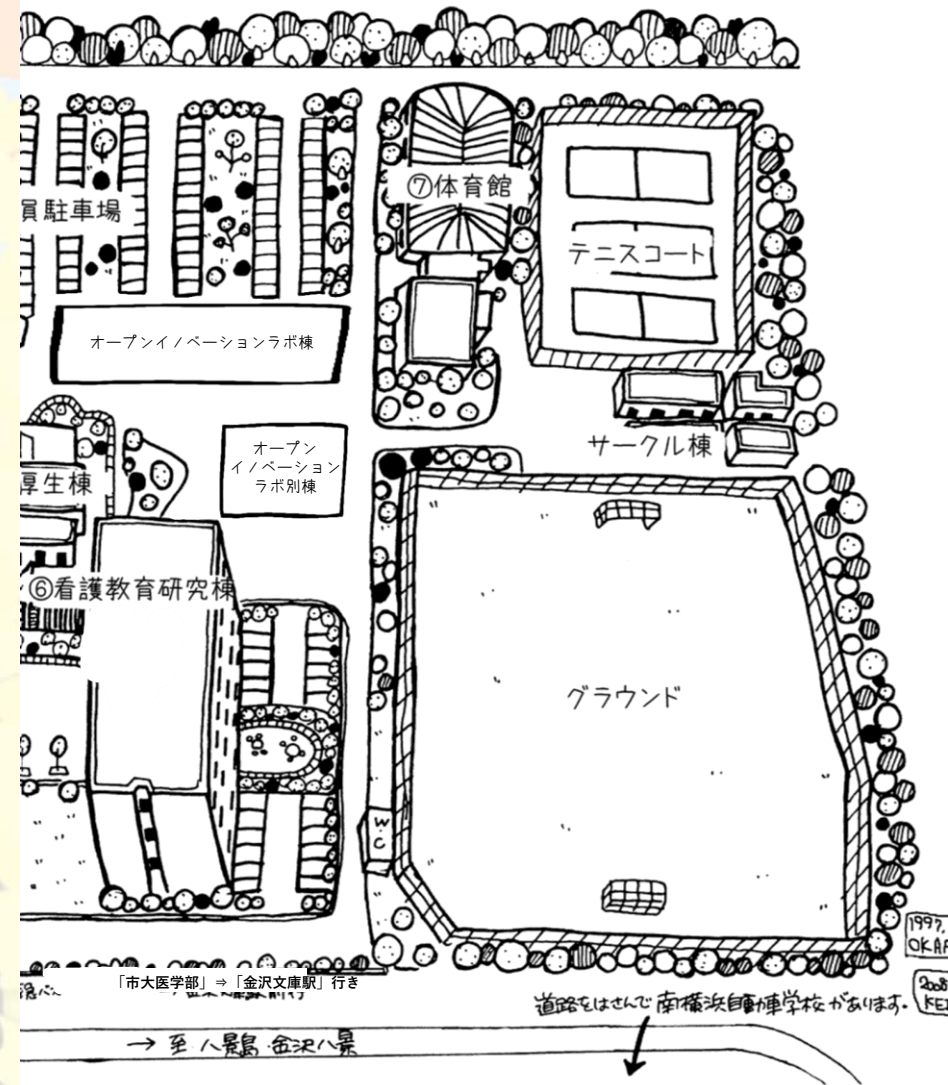 ⑦体育館
員駐車場
テニスコート
オープンイノベーションラボ棟
サークル棟
オープン
イノベーション
ラボ別棟
厚生棟
⑥看護教育研究棟
グラウンド
WC
1997.
「市大医学部」⇒「金沢文庫駅」行き
道路をはさんで南横浜自動車学校があります。
2008
→ 至 八景島・金沢八景